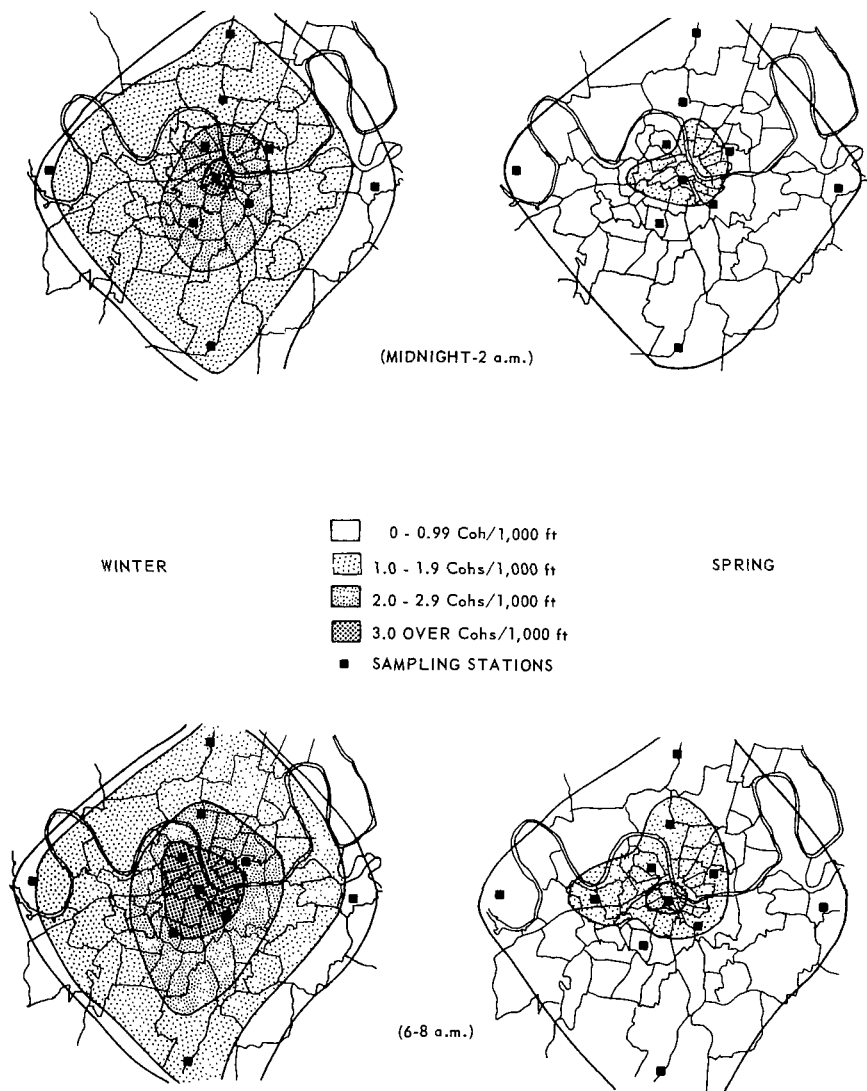 (MIDNIGHT-2 a.m.)
WINTER
0 - 0.99 Coh/1,000 ft
1.0 - 1.9 Cohs/1,000 ft
2.0 - 2.9 Cohs/1,000 ft
3.0 OVER Cohs/1,000 ft
SAMPLING STATIONS
SPRING
(6-8 a.m.)